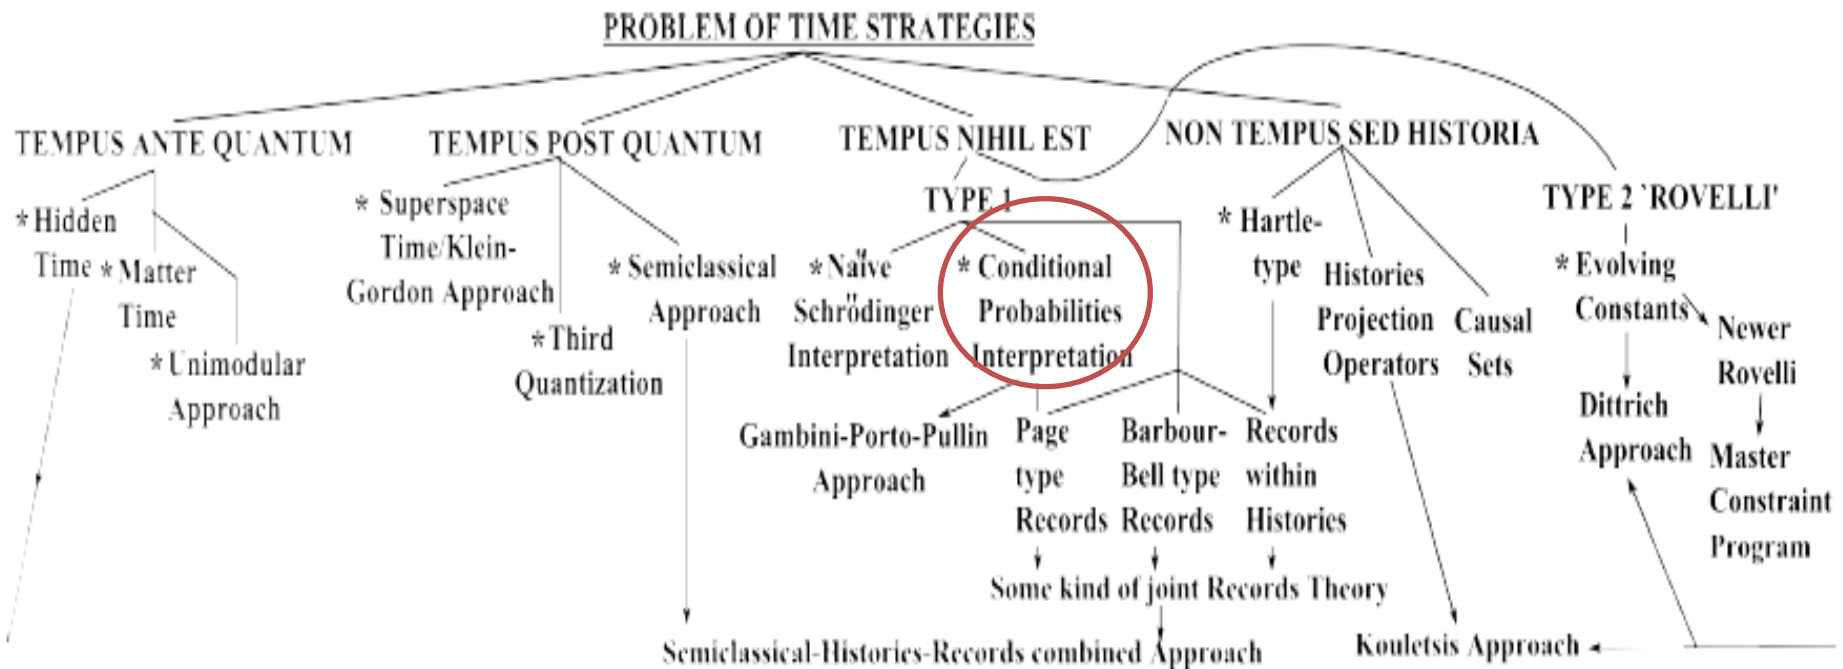 PROBLEM OF TIME STRATEGIES
TEMPUS ANTE QUANTUM
* Hidden
Time
* Matter
Time
* Unimodular
Approach
TEMPUS POST QUANTUM
* Superspace
Time/Klein-
Gordon Approach
* Third
Quantization
* Semiclassical
Approach
TEMPUS NIHIL EST
TYPE 1
* Naïve
Schrödinger
Interpretation
* Conditional
Probabilities
Interpretation
Gambini-Porto-Pullin
Approach
Page
type
Records
Barbour-
Bell type
Records
Records
within
Histories
NON TEMPUS SED HISTORIA
* Hartle-
type
Histories
Projection
Operators
Causal
Sets
TYPE 2 `ROVELLI'
* Evolving
Constants
Newer
Rovelli
Dittrich
Approach
Master
Constraint
Program
Some kind of joint Records Theory
Semiclassical-Histories-Records combined Approach
Kouletsis Approach